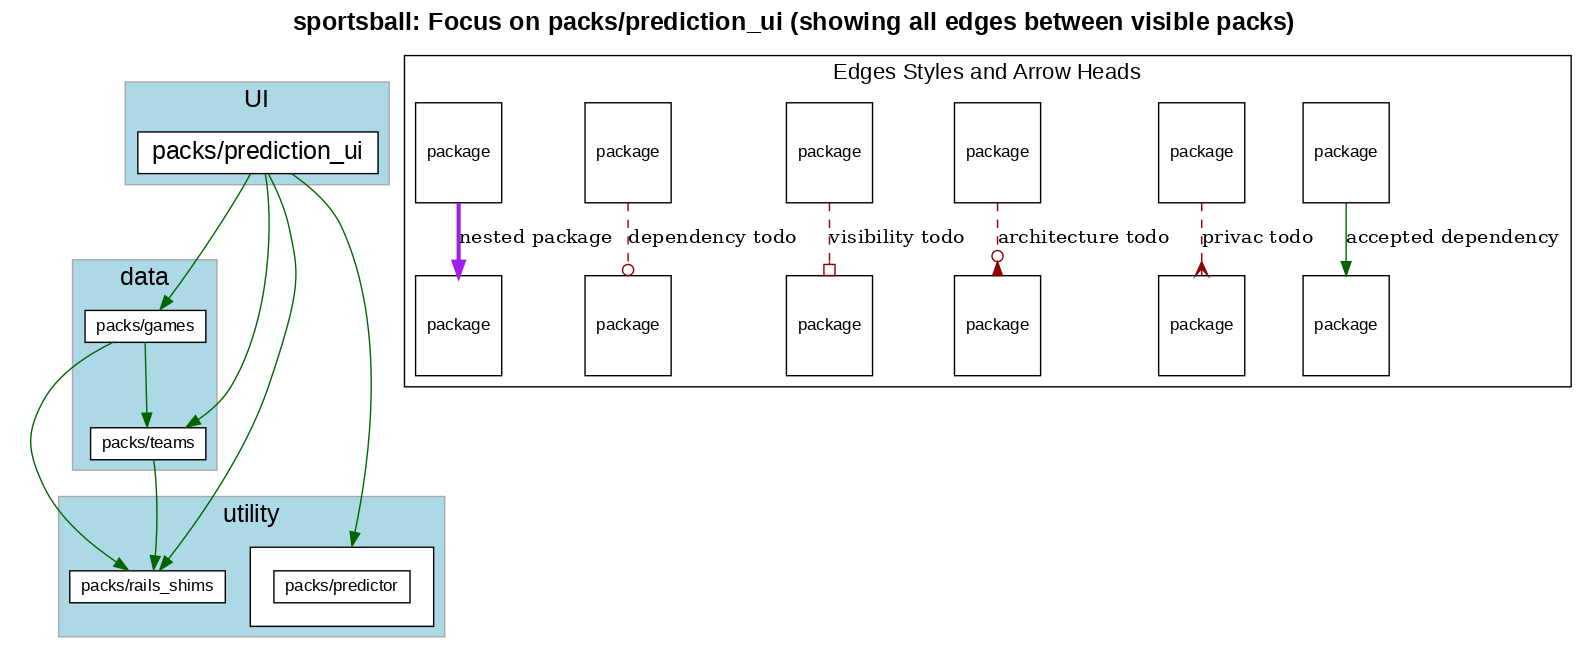 sportsball: Focus on packs/prediction_ui (showing all edges between visible packs)
UI
packs/prediction_ui
data
packs/games
packs/teams
utility
packs/rails_shims
packs/predictor
Edges Styles and Arrow Heads
package
package
package
package
package
package
nested package
dependency todo
visibility todo
architecture todo
privac todo
accepted dependency
package
package
package
package
package
package